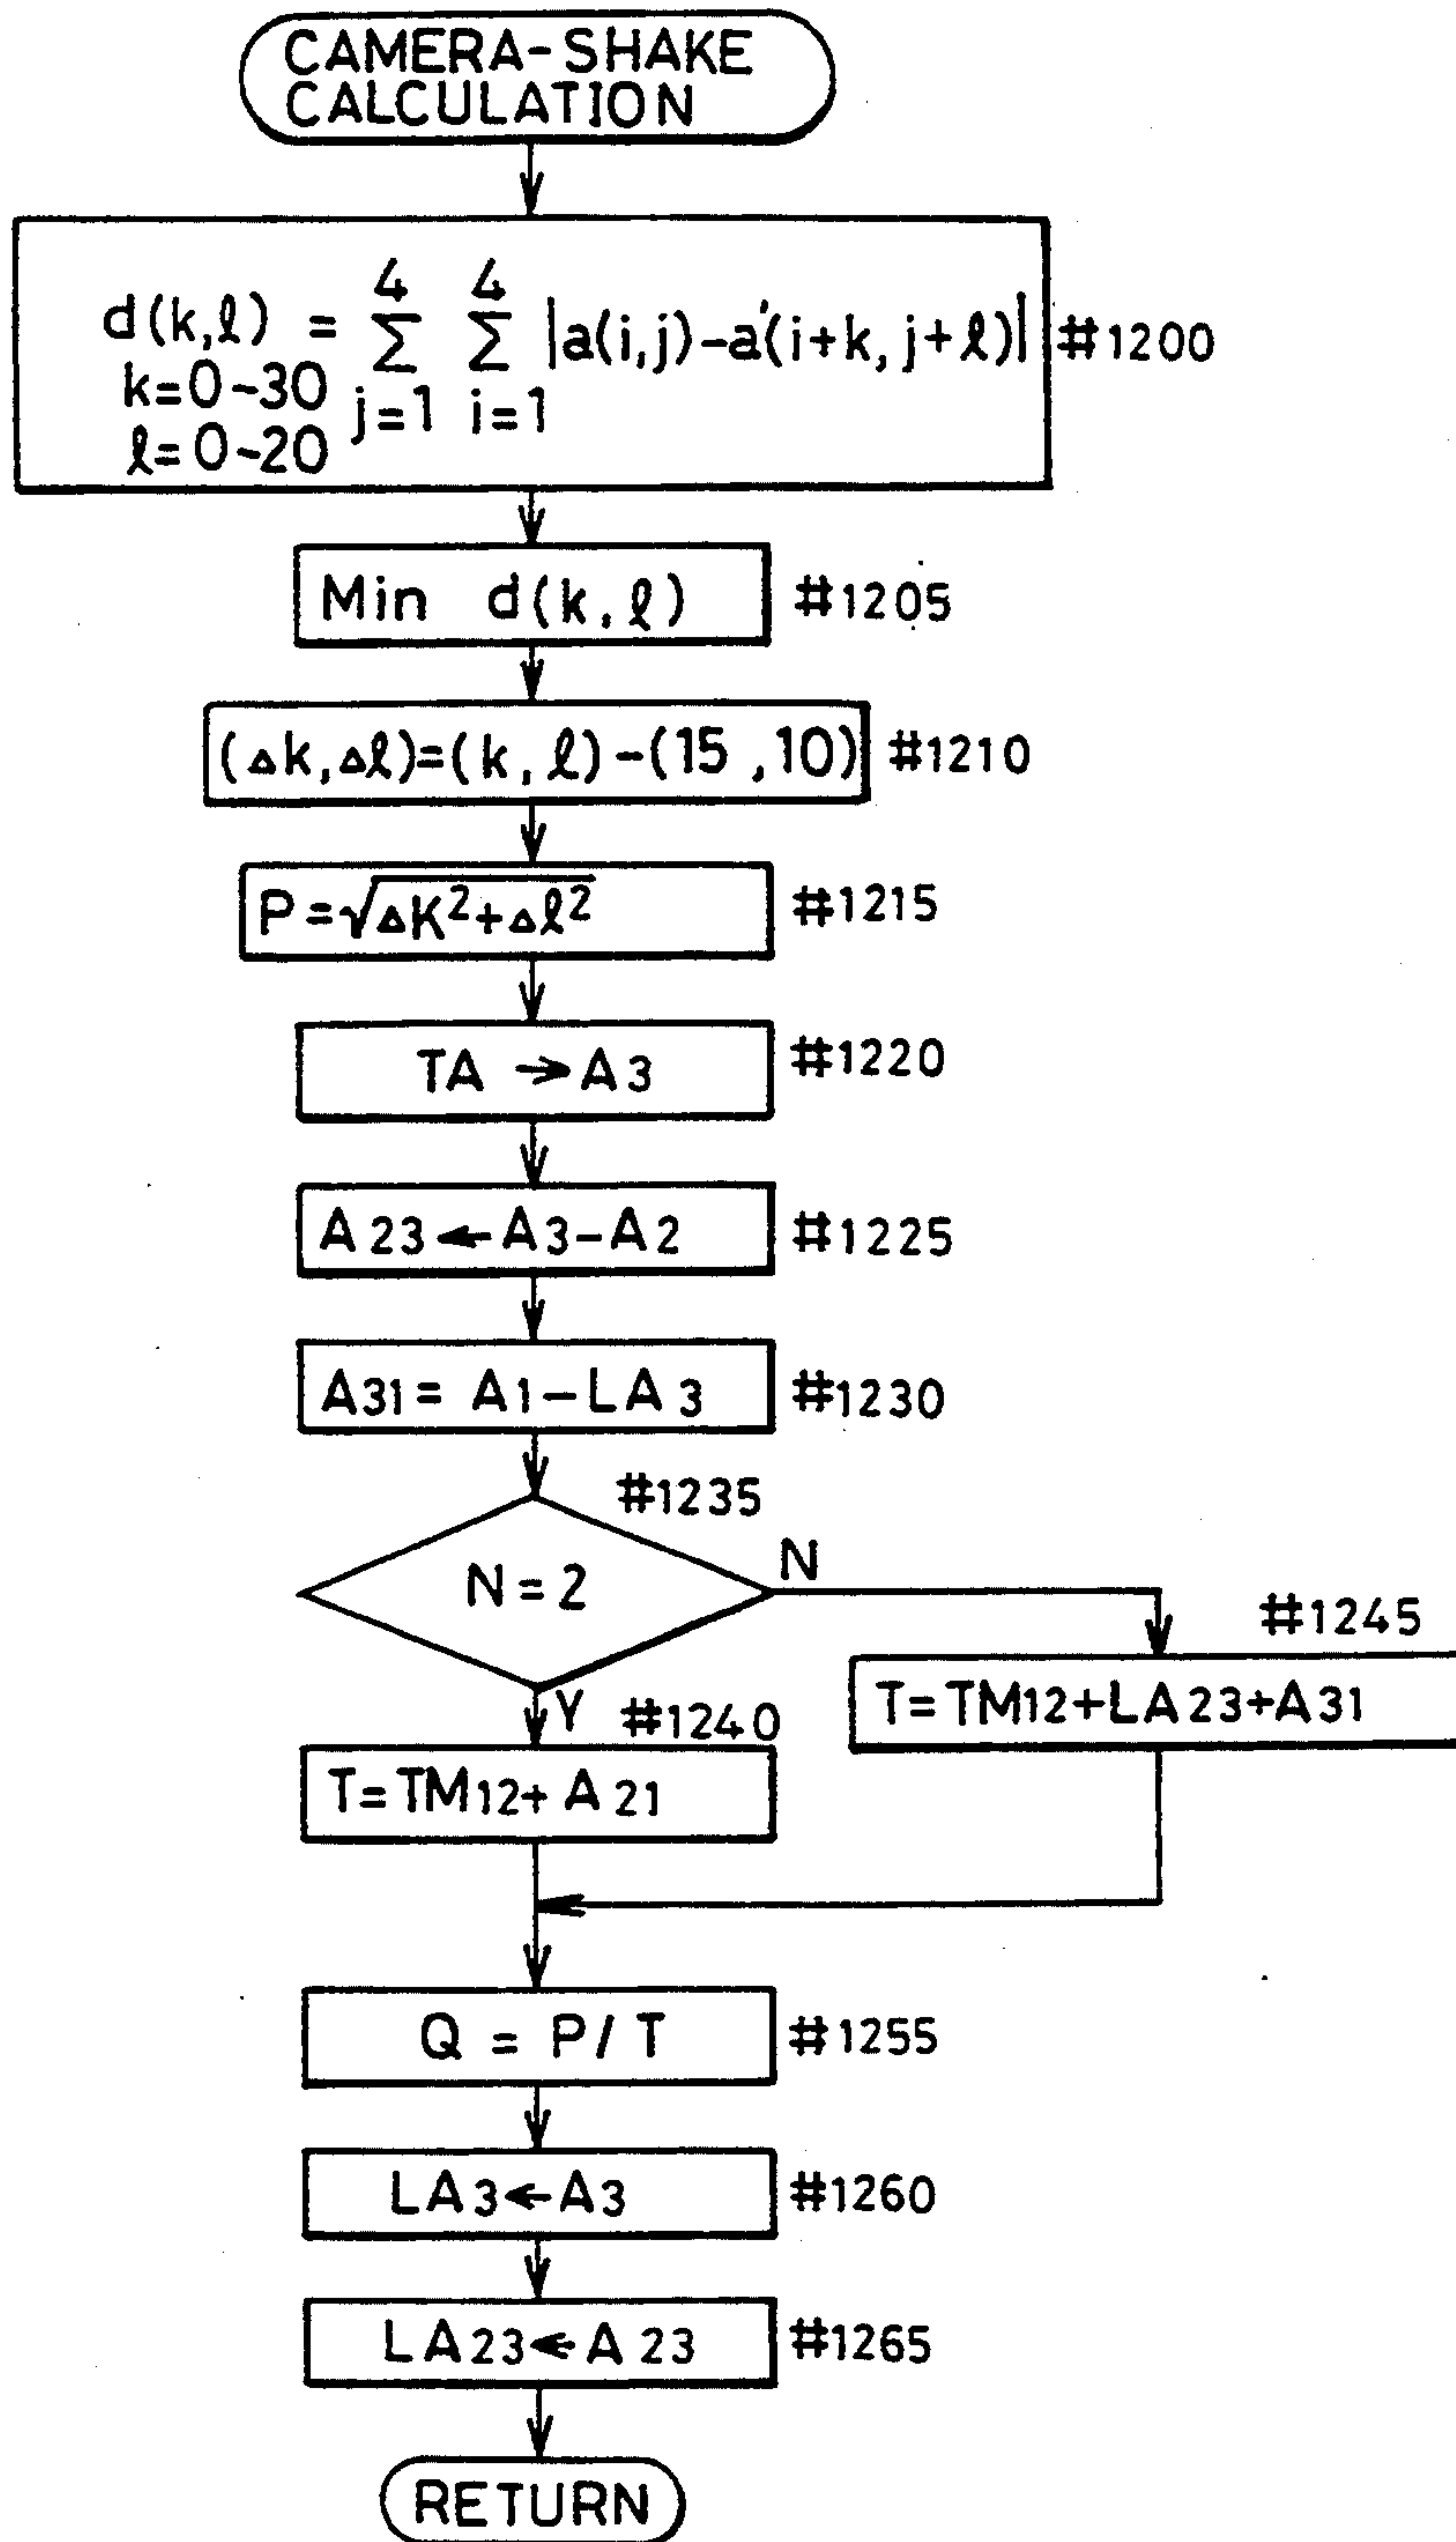 CAMERA-SHAKE
CALCULATION
4 4
d(k,ℓ) = Σ Σ |a(i,j)-a'(i+k, j+ℓ)| #1200
k=0~30 j=1 i=1
ℓ=0~20
Min d(k,ℓ) #1205
(Δk,Δℓ)=(k,ℓ)-(15,10) #1210
P=√ΔK²+Δℓ² #1215
TA → A3 #1220
A23 ← A3-A2 #1225
A31 = A1-LA3 #1230
#1235
N=2
N
#1245
T=TM12+LA23+A31
Y #1240
T=TM12+A21
Q = P/T #1255
LA3←A3 #1260
LA23←A23 #1265
RETURN